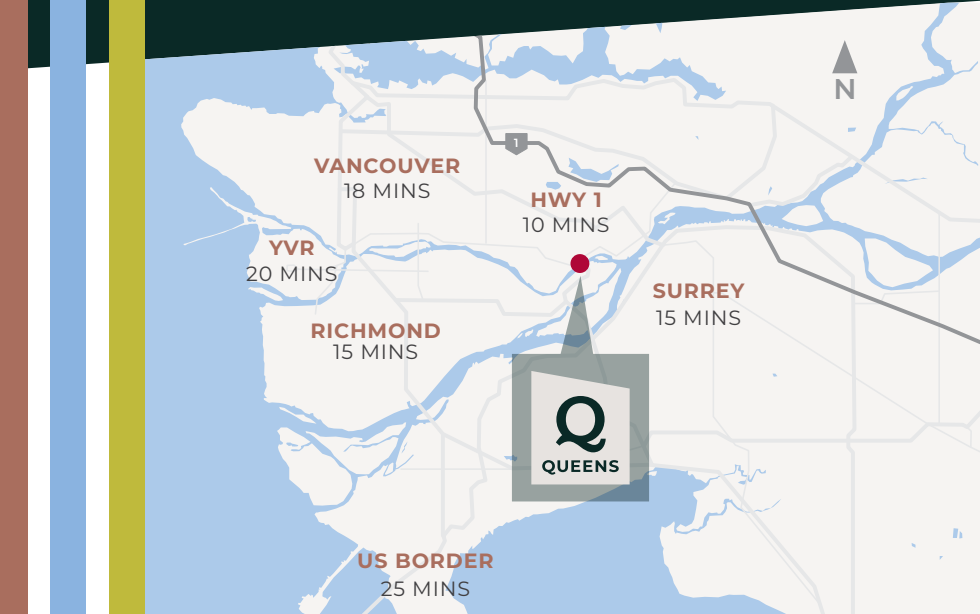 N
1
VANCOUVER
18 MINS
HWY 1
10 MINS
YVR
20 MINS
SURREY
15 MINS
RICHMOND
15 MINS
Q
QUEENS
US BORDER
25 MINS